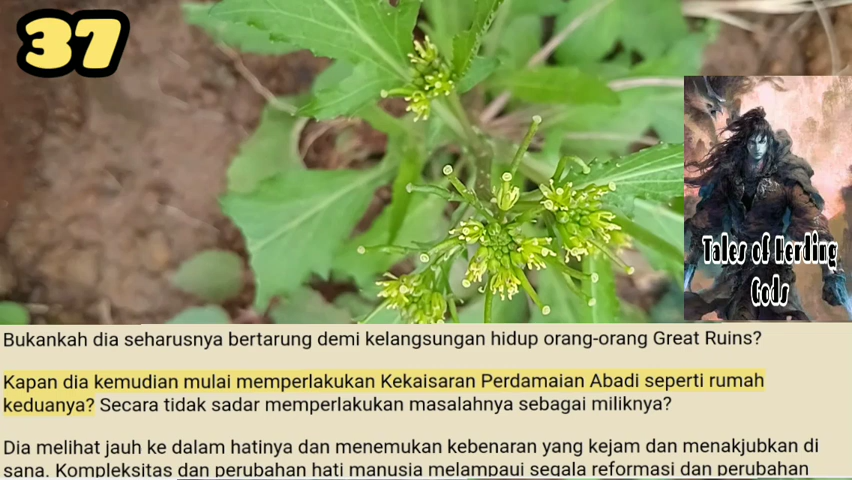 37
Tales of Herding
Gods
Bukankah dia seharusnya bertarung demi kelangsungan hidup orang-orang Great Ruins?
Kapan dia kemudian mulai memperlakukan Kekaisaran Perdamaian Abadi seperti rumah
keduanya? Secara tidak sadar memperlakukan masalahnya sebagai miliknya?
Dia melihat jauh ke dalam hatinya dan menemukan kebenaran yang kejam dan menakjubkan di
sana. Kompleksitas dan perubahan hati manusia melampaui segala reformasi dan perubahan